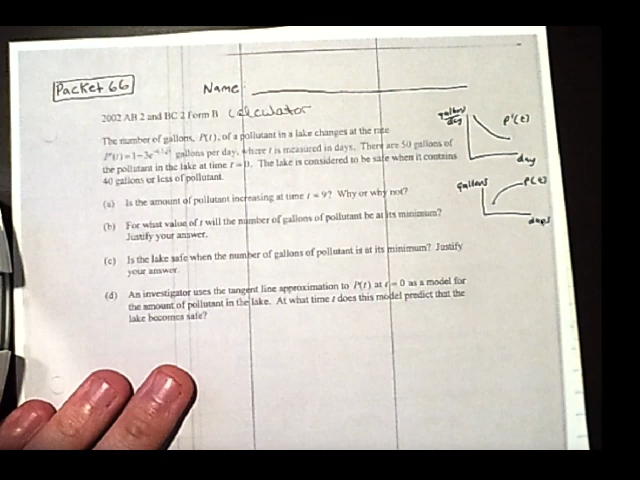 Packet 66
Name
2002 AB 2 and BC 2 Form B Calculator
The number of gallons, P(t), of a pollutant in a lake changes at the rate
gallons per day, where t is measured in days. There are 50 gallons of
the pollutant in the lake at time t = 0. The lake is considered to be safe when it contains
40 gallons or less of pollutant.
(a) Is the amount of pollutant increasing at time t = 9? Why or why not?
(b) For what value of t will the number of gallons of pollutant be at its minimum?
Justify your answer.
(c) Is the lake safe when the number of gallons of pollutant is at its minimum? Justify
your answer.
(d) An investigator uses the tangent line approximation to P(t) at t = 0 as a model for
the amount of pollutant in the lake. At what time t does this model predict that the
lake becomes safe?
gallons
day
P'(t)
day
gallons
P(t)
days